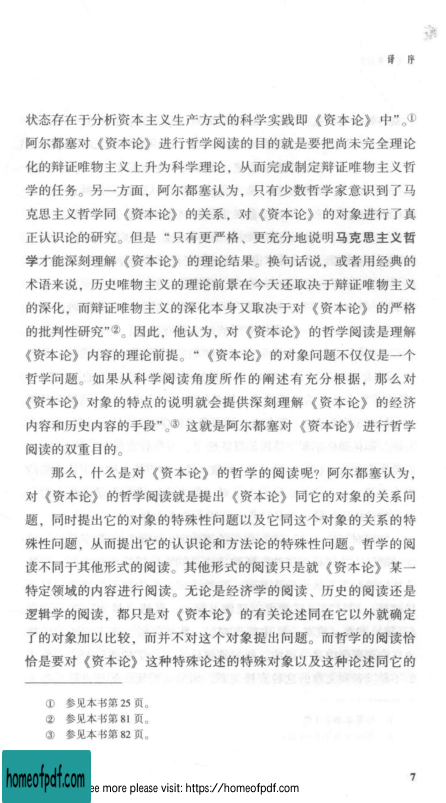 译 序
状态存在于分析资本主义生产方式的科学实践即《资本论》中”。①
阿尔都塞对《资本论》进行哲学阅读的目的就是要把尚未完全理论
化的辩证唯物主义上升为科学理论，从而完成制定辩证唯物主义哲
学的任务。另一方面，阿尔都塞认为，只有少数哲学家意识到了马
克思主义哲学同《资本论》的关系，对《资本论》的对象进行了真
正认识论的研究。但是“只有更严格、更充分地说明马克思主义哲
学才能深刻理解《资本论》的理论结果。换句话说，或者用经典的
术语来说，历史唯物主义的理论前景在今天还取决于辩证唯物主义
的深化，而辩证唯物主义的深化本身又取决于对《资本论》的严格
的批判性研究”②。因此，他认为，对《资本论》的哲学阅读是理解
《资本论》内容的理论前提。“《资本论》的对象问题不仅仅是一个
哲学问题。如果从科学阅读角度所作的阐述有充分根据，那么对
《资本论》对象的特点的说明就会提供深刻理解《资本论》的经济
内容和历史内容的手段”。③ 这就是阿尔都塞对《资本论》进行哲学
阅读的双重目的。
那么，什么是对《资本论》的哲学的阅读呢？阿尔都塞认为，
对《资本论》的哲学阅读就是提出《资本论》同它的对象的关系问
题，同时提出它的对象的特殊性问题以及它同这个对象的关系的特
殊性问题，从而提出它的认识论和方法论的特殊性问题。哲学的阅
读不同于其他形式的阅读。其他形式的阅读只是就《资本论》某一
特定领域的内容进行阅读。无论是经济学的阅读、历史的阅读还是
逻辑学的阅读，都只是对《资本论》的有关论述同在它以外就确定
了的对象加以比较，而并不对这个对象提出问题。而哲学的阅读恰
恰是要对《资本论》这种特殊论述的特殊对象以及这种论述同它的
① 参见本书第 25 页。
② 参见本书第 81 页。
③ 参见本书第 82 页。
7
homeofpdf.com
ee more please visit: https://homeofpdf.com